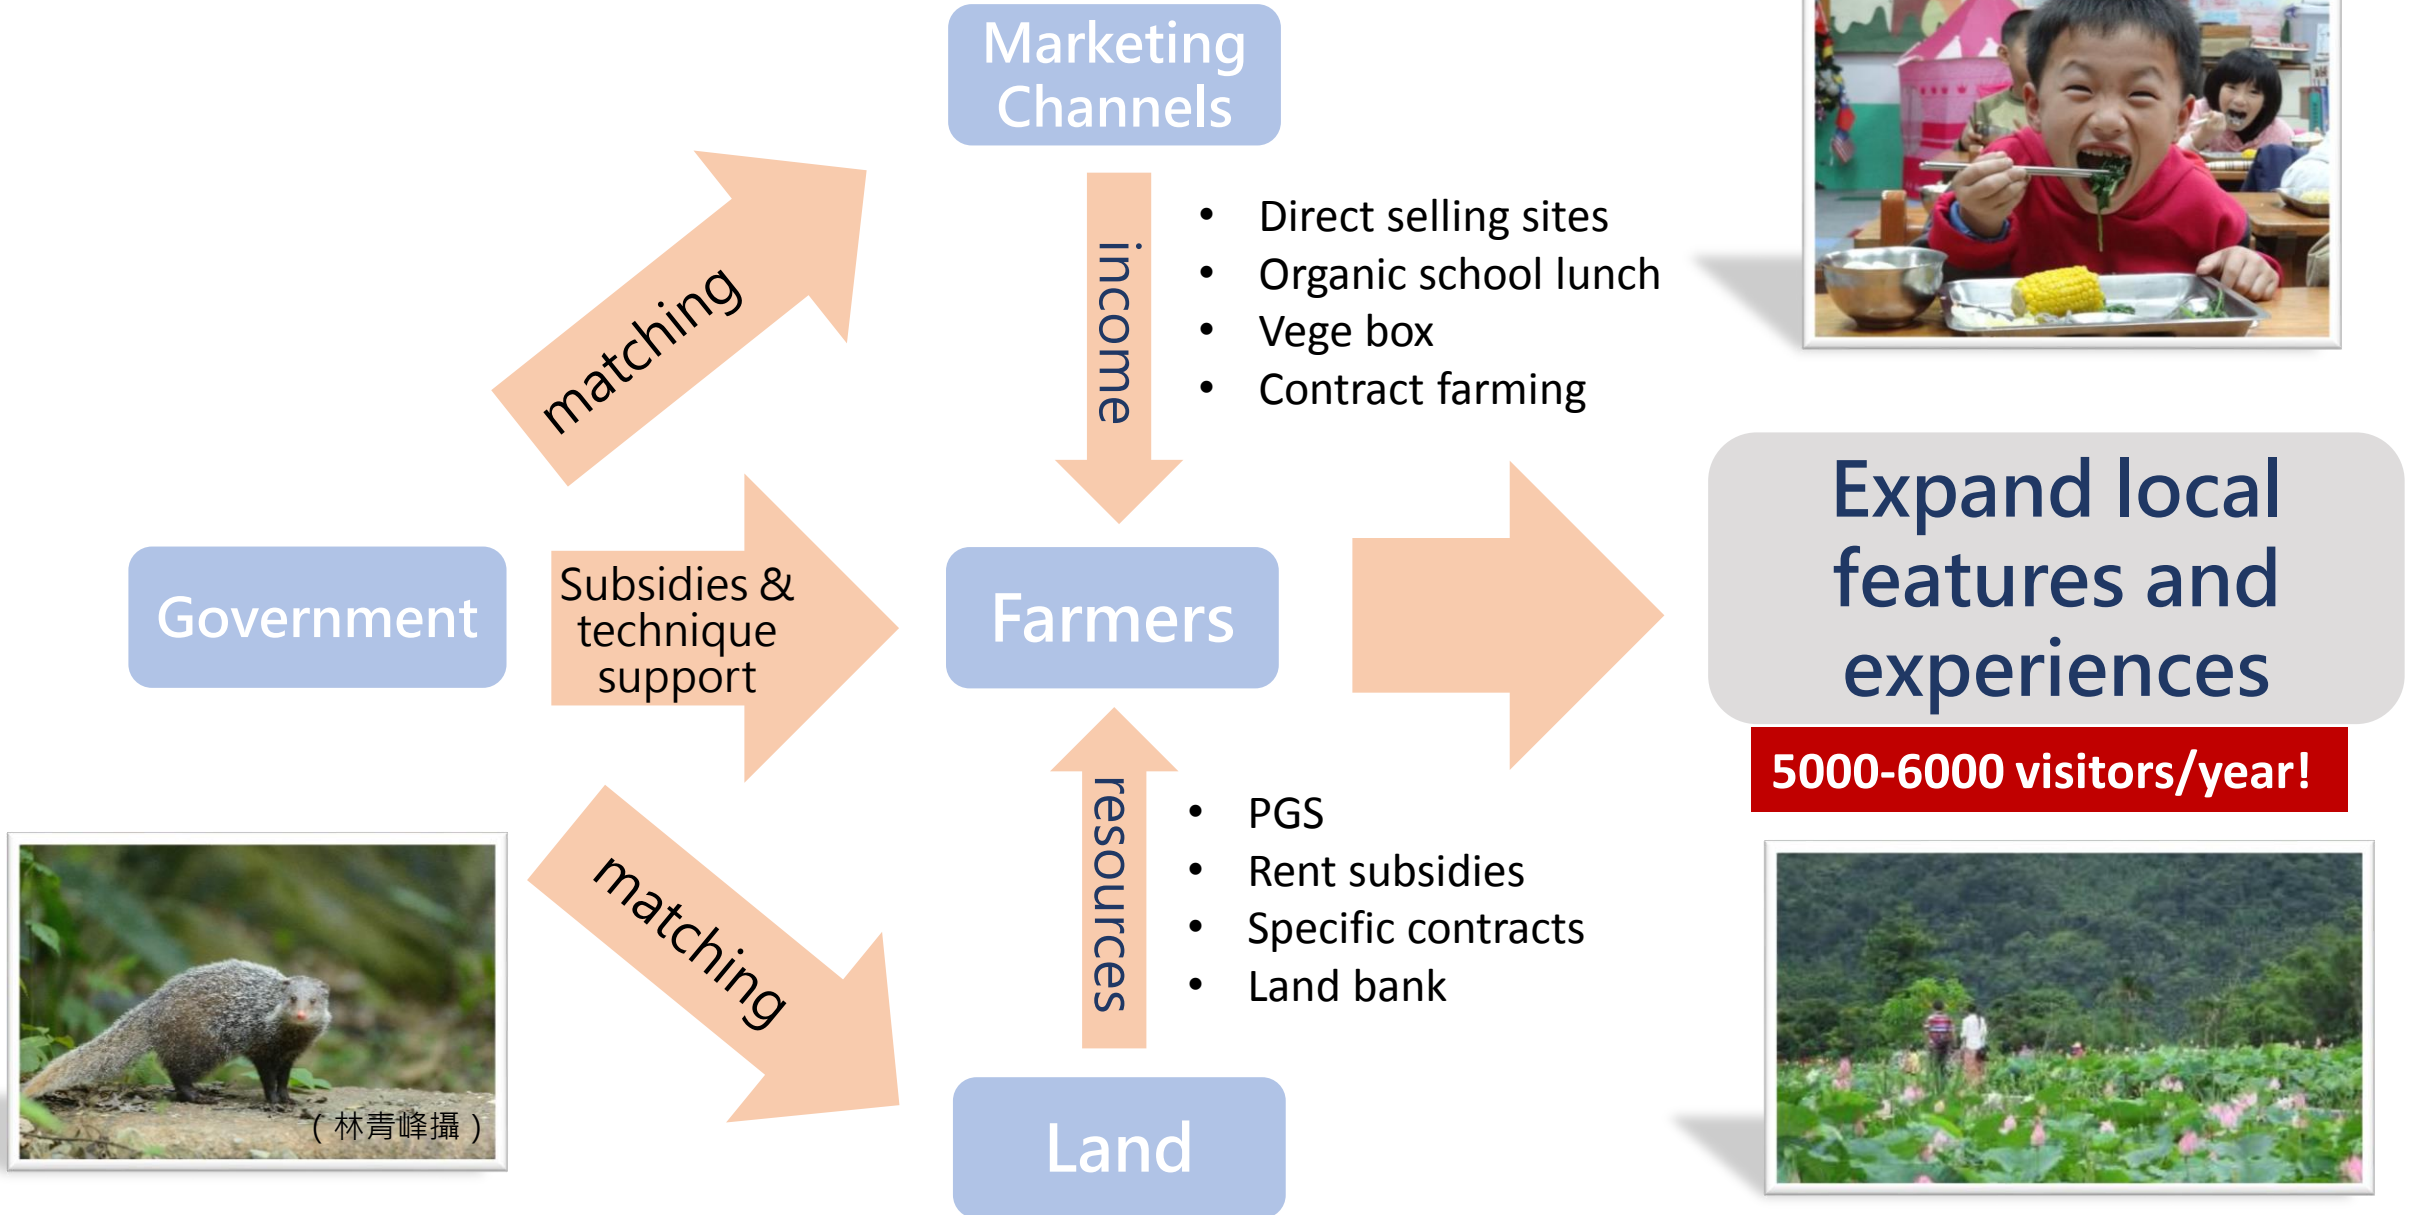 Marketing
Channels
matching
income
• Direct selling sites
• Organic school lunch
• Vege box
• Contract farming
Government
Subsidies &
technique
support
Farmers
Expand local
features and
experiences
5000-6000 visitors/year!
matching
resources
• PGS
• Rent subsidies
• Specific contracts
• Land bank
Land
（林青峰攝）